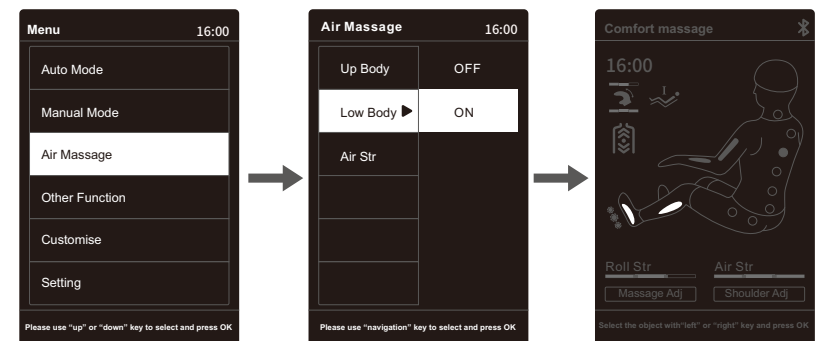 Menu 16:00
Auto Mode
Manual Mode
Air Massage
Other Function
Customise
Setting
Please use “up” or “down” key to select and press OK
Air Massage 16:00
Up Body OFF
Low Body ON
Air Str
Please use “navigation” key to select and press OK
Comfort massage
16:00
I
Roll Str Air Str
Massage Adj Shoulder Adj
Select the object with“left” or “right” key and press OK